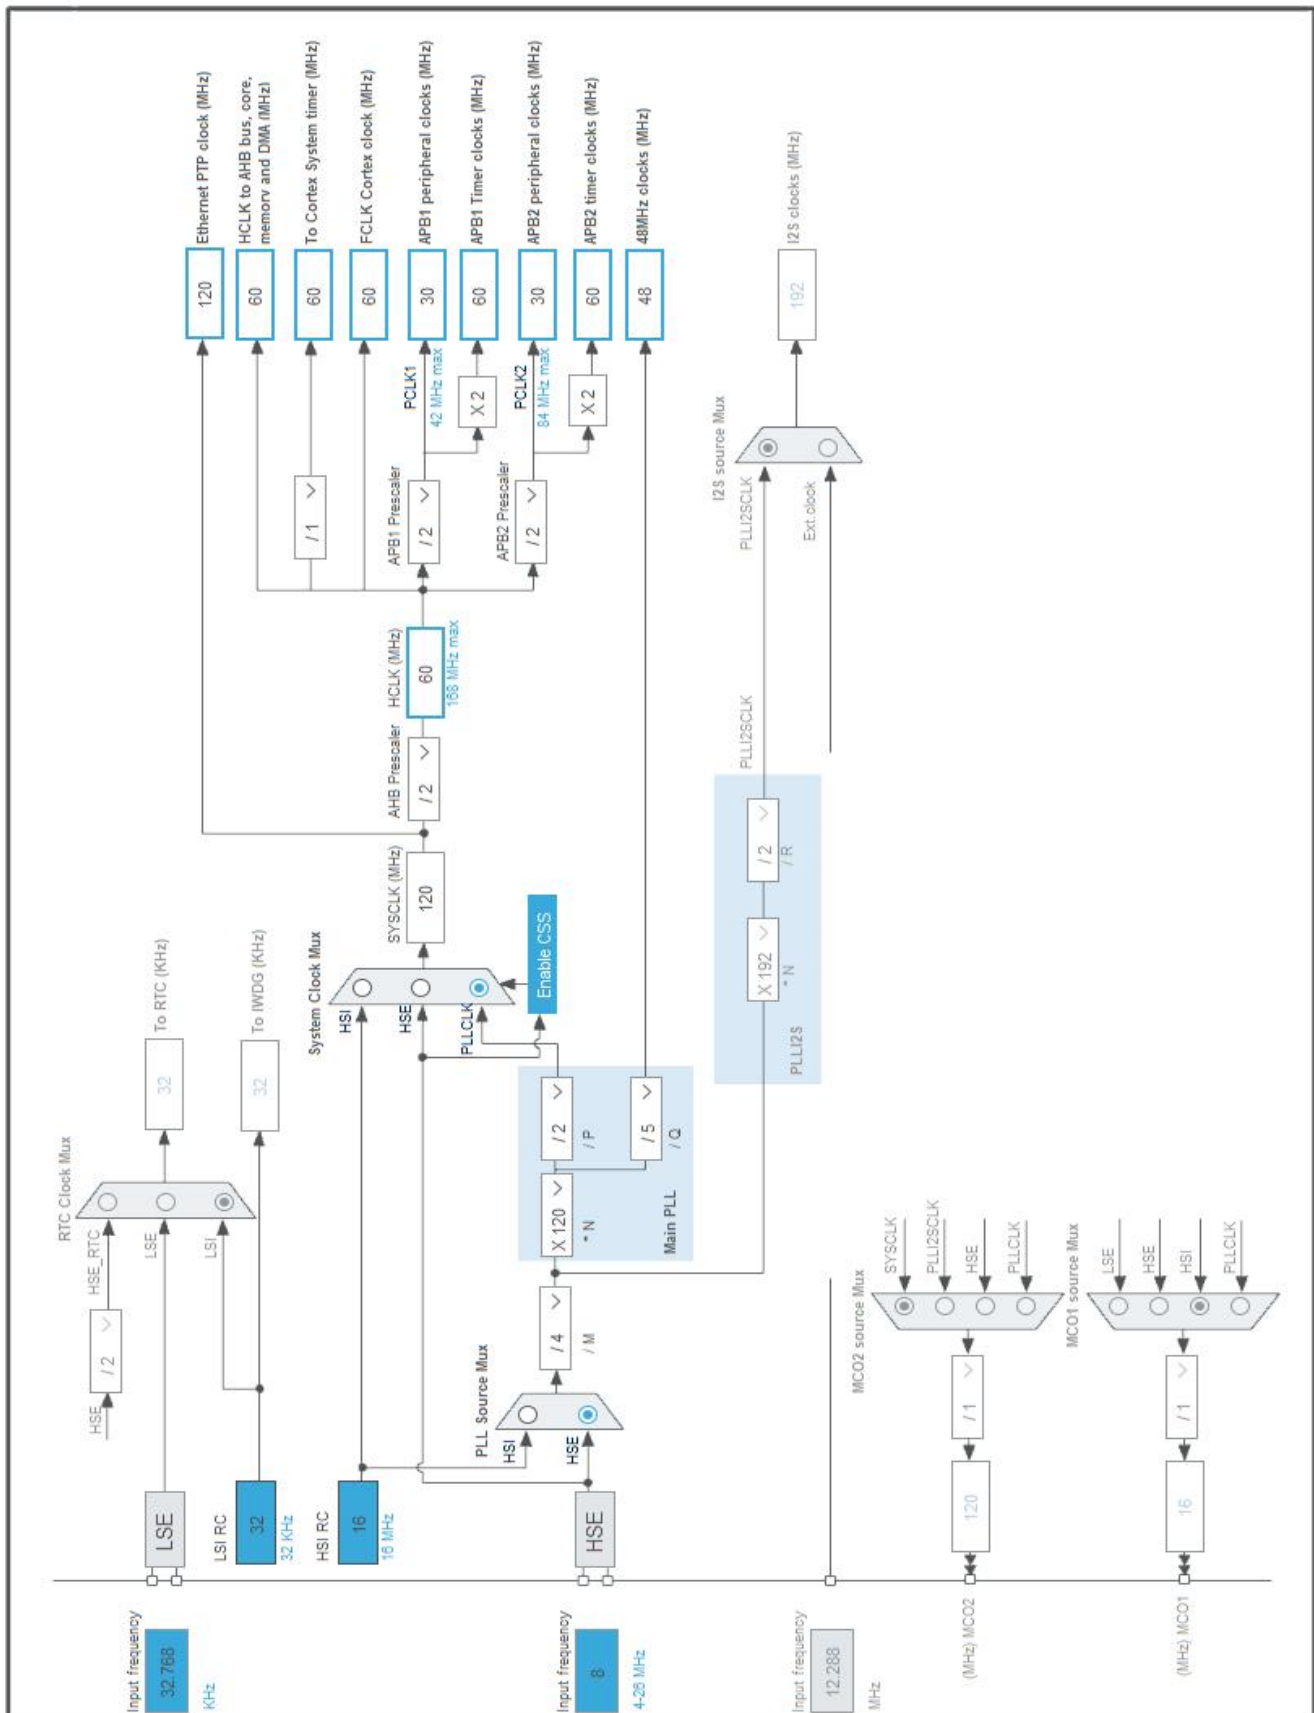 Input frequency
32.768
KHz
LSE
LSI RC
32
32 KHz
HSI RC
16
16 MHz
HSE
/ 2
HSE_RTC
LSE
LSI
RTC Clock Mux
32
To RTC (KHz)
32
To IWDG (KHz)
System Clock Mux
HSI
HSE
PLLCLK
Enable CSS
SYSCLK (MHz)
120
AHB Prescaler
/ 2
HCLK (MHz)
60
168 MHz max
/ 1
APB1 Prescaler
/ 2
PCLK1
42 MHz max
X 2
APB2 Prescaler
/ 2
PCLK2
84 MHz max
X 2
120
Ethernet PTP clock (MHz)
60
HCLK to AHB bus, core,
memory and DMA (MHz)
60
To Cortex System timer (MHz)
60
FCLK Cortex clock (MHz)
30
APB1 peripheral clocks (MHz)
60
APB1 Timer clocks (MHz)
30
APB2 peripheral clocks (MHz)
60
APB2 timer clocks (MHz)
48
48MHz clocks (MHz)
Input frequency
8
4-26 MHz
HSE
PLL Source Mux
HSI
HSE
/ 4
/ M
X 120
* N
/ 2
/ P
/ 5
/ Q
Main PLL
X 192
* N
/ 2
/ R
PLLI2S
PLLI2SCLK
PLLI2SCLK
Ext.clock
I2S source Mux
192
I2S clocks (MHz)
Input frequency
12.288
MHz
(MHz) MCO2
120
/ 1
MCO2 source Mux
SYSCLK
PLLI2SCLK
HSE
PLLCLK
(MHz) MCO1
16
/ 1
MCO1 source Mux
LSE
HSE
HSI
PLLCLK